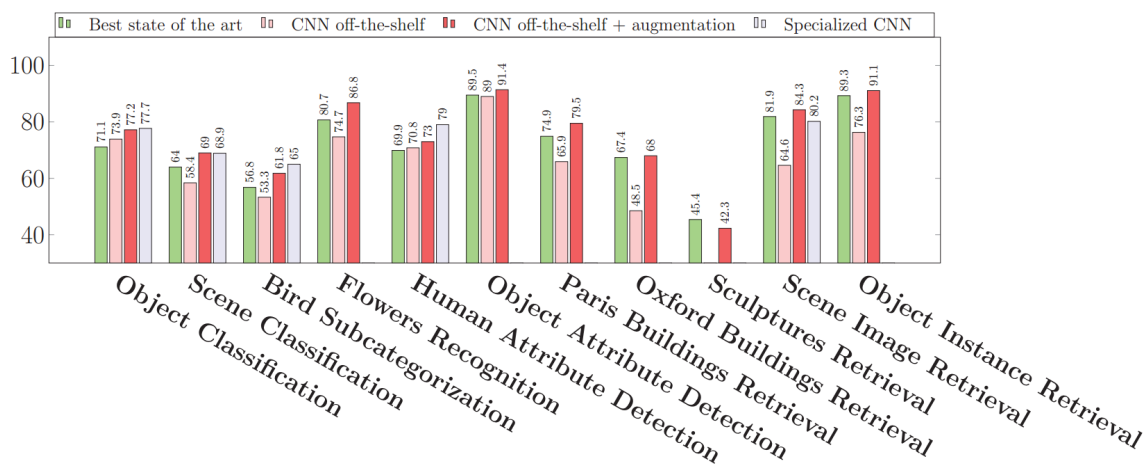 Best state of the art CNN off-the-shelf CNN off-the-shelf + augmentation Specialized CNN
100
80
60
40
71.1 73.9 77.2 77.7
64 58.4 69 68.9
56.8 53.3 61.8 65
80.7 74.7 86.8
69.9 70.8 73 79
89.5 89 91.4
74.9 65.9 79.5
67.4 48.5 68
45.4 42.3
81.9 64.6 84.3 80.2
89.3 76.3 91.1
Object Classification
Scene Classification
Bird Subcategorization
Flowers Recognition
Human Attribute Detection
Object Attribute Detection
Paris Buildings Retrieval
Oxford Buildings Retrieval
Sculptures Retrieval
Scene Image Retrieval
Object Instance Retrieval